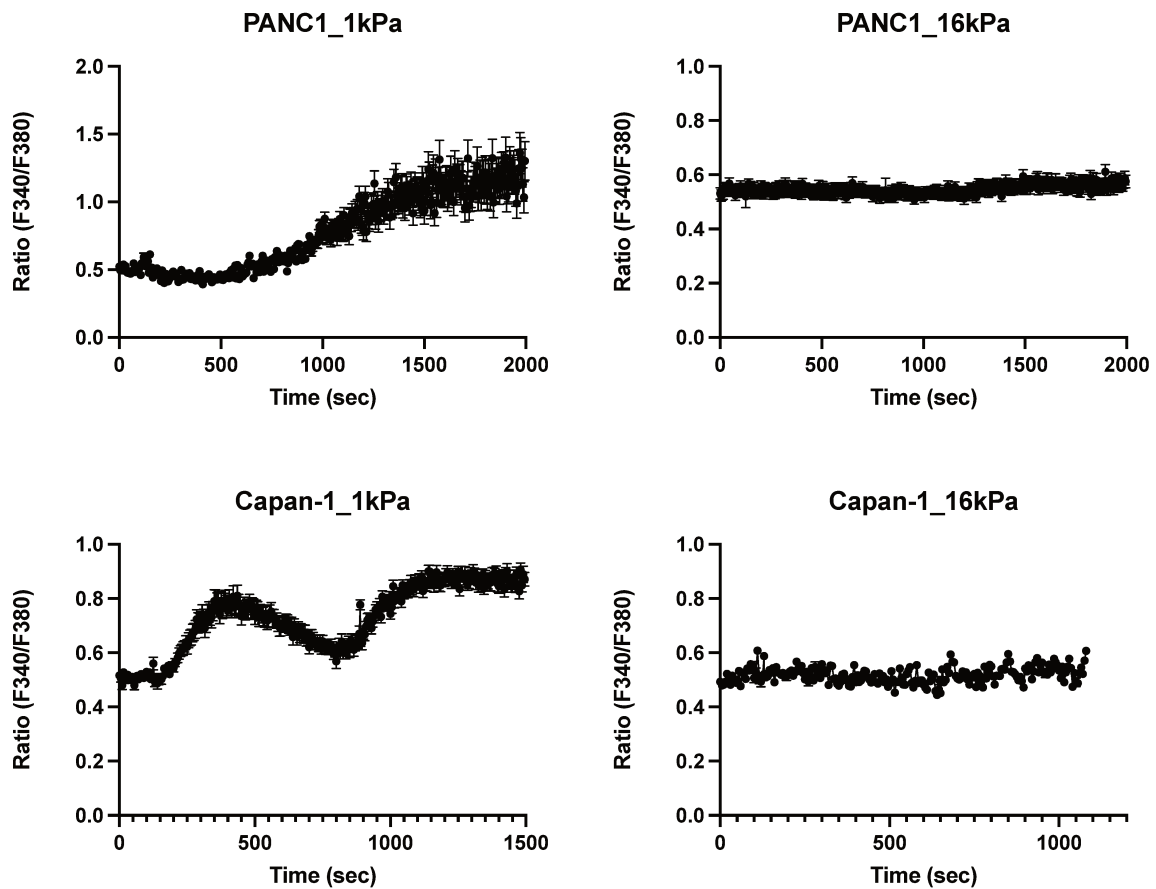 PANC1_1kPa
2.0
1.5
1.0
0.5
0.0
Ratio (F340/F380)
0 500 1000 1500 2000
Time (sec)
PANC1_16kPa
1.0
0.8
0.6
0.4
0.2
0.0
Ratio (F340/F380)
0 500 1000 1500 2000
Time (sec)
Capan-1_1kPa
1.0
0.8
0.6
0.4
0.2
0.0
Ratio (F340/F380)
0 500 1000 1500
Time (sec)
Capan-1_16kPa
1.0
0.8
0.6
0.4
0.2
0.0
Ratio (F340/F380)
0 500 1000
Time (sec)